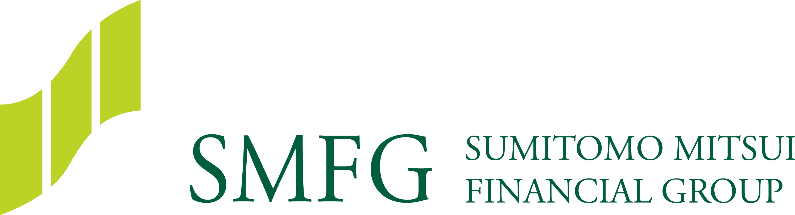 SMFG
SUMITOMO MITSUI
FINANCIAL GROUP